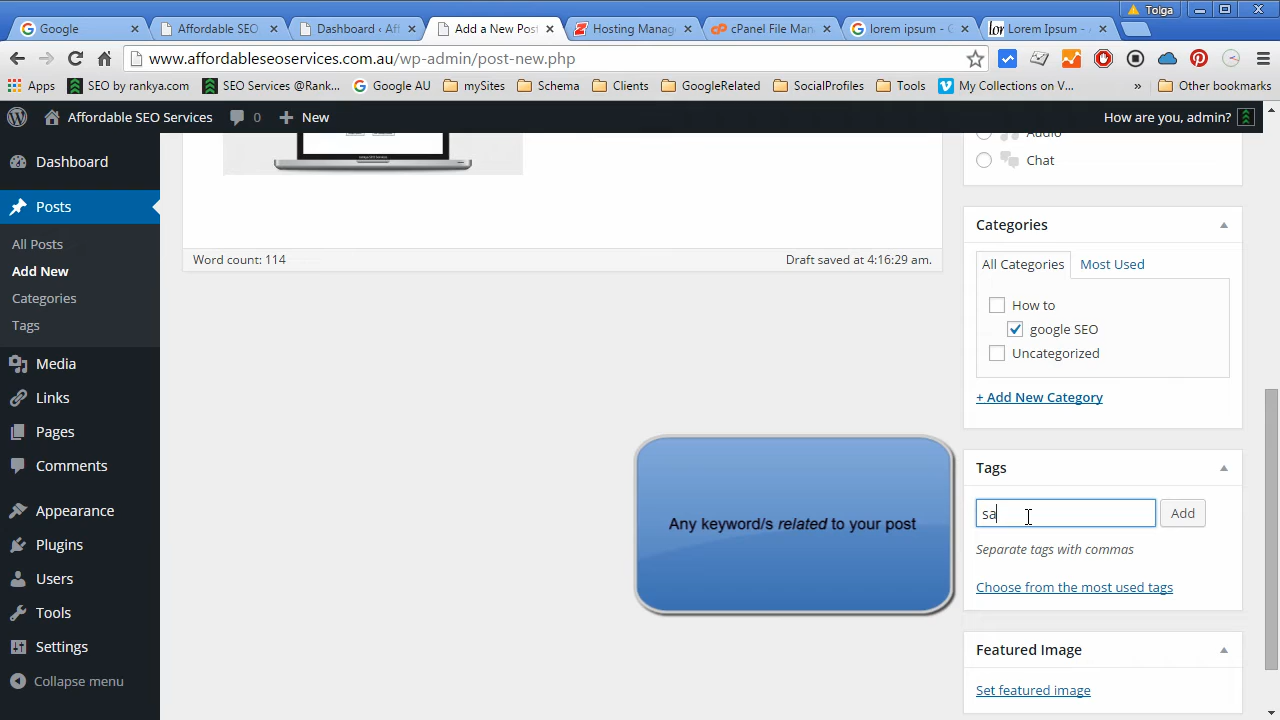 Tolga
Google
Affordable SEO
Dashboard ‹ Aff
Add a New Post
Hosting Manag
cPanel File Man
lorem ipsum - G
lor Lorem Ipsum - A
www.affordableseoservices.com.au/wp-admin/post-new.php
Apps
SEO by rankya.com
SEO Services @Rank...
Google AU
mySites
Schema
Clients
GoogleRelated
SocialProfiles
Tools
My Collections on V...
»
Other bookmarks
Affordable SEO Services
0
New
How are you, admin?
Dashboard
Posts
All Posts
Add New
Categories
Tags
Media
Links
Pages
Comments
Appearance
Plugins
Users
Tools
Settings
Collapse menu
Word count: 114
Draft saved at 4:16:29 am.
Any keyword/s related to your post
Audio
Chat
Categories
All Categories
Most Used
How to
google SEO
Uncategorized
+ Add New Category
Tags
sa
Add
Separate tags with commas
Choose from the most used tags
Featured Image
Set featured image